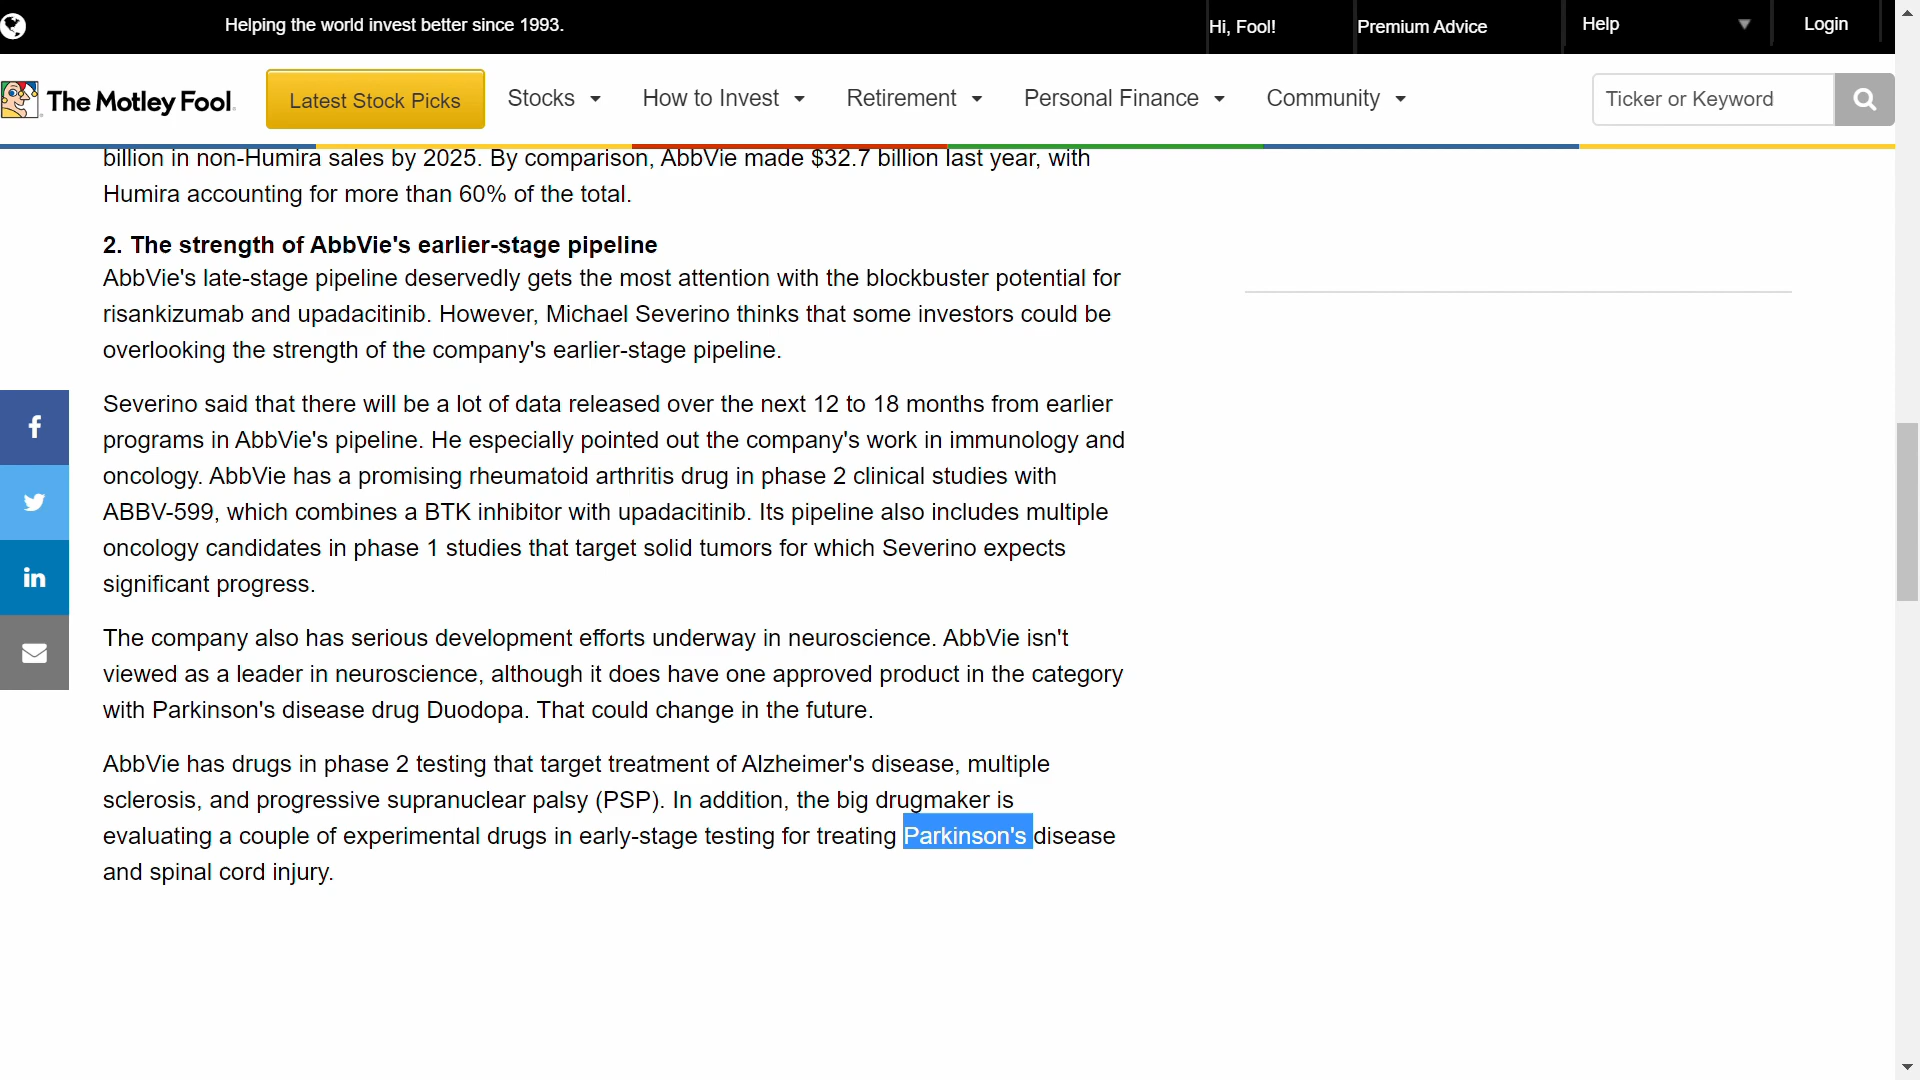 Helping the world invest better since 1993.
Hi, Fool!
Premium Advice
Help
Login
The Motley Fool
Latest Stock Picks
Stocks
How to Invest
Retirement
Personal Finance
Community
Ticker or Keyword
billion in non-Humira sales by 2025. By comparison, AbbVie made $32.7 billion last year, with
Humira accounting for more than 60% of the total.
2. The strength of AbbVie's earlier-stage pipeline
AbbVie's late-stage pipeline deservedly gets the most attention with the blockbuster potential for
risankizumab and upadacitinib. However, Michael Severino thinks that some investors could be
overlooking the strength of the company's earlier-stage pipeline.
Severino said that there will be a lot of data released over the next 12 to 18 months from earlier
programs in AbbVie's pipeline. He especially pointed out the company's work in immunology and
oncology. AbbVie has a promising rheumatoid arthritis drug in phase 2 clinical studies with
ABBV-599, which combines a BTK inhibitor with upadacitinib. Its pipeline also includes multiple
oncology candidates in phase 1 studies that target solid tumors for which Severino expects
significant progress.
The company also has serious development efforts underway in neuroscience. AbbVie isn't
viewed as a leader in neuroscience, although it does have one approved product in the category
with Parkinson's disease drug Duodopa. That could change in the future.
AbbVie has drugs in phase 2 testing that target treatment of Alzheimer's disease, multiple
sclerosis, and progressive supranuclear palsy (PSP). In addition, the big drugmaker is
evaluating a couple of experimental drugs in early-stage testing for treating Parkinson's disease
and spinal cord injury.